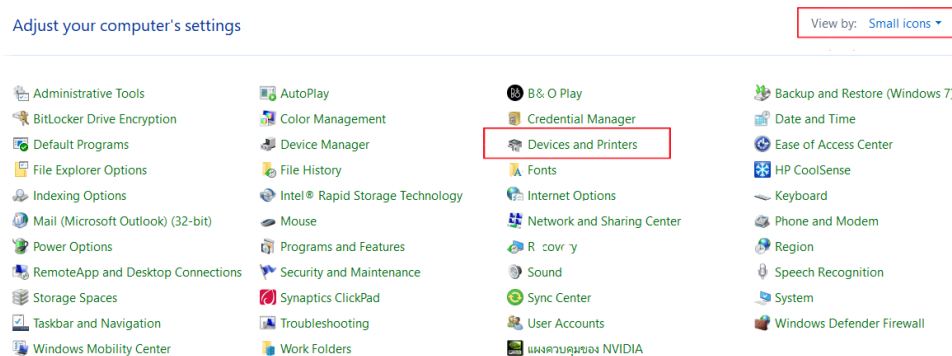 Adjust your computer's settings
View by: Small icons
Administrative Tools AutoPlay B& O Play Backup and Restore (Windows 7)
BitLocker Drive Encryption Color Management Credential Manager Date and Time
Default Programs Device Manager Devices and Printers Ease of Access Center
File Explorer Options File History Fonts HP CoolSense
Indexing Options Intel® Rapid Storage Technology Internet Options Keyboard
Mail (Microsoft Outlook) (32-bit) Mouse Network and Sharing Center Phone and Modem
Power Options Programs and Features Region
RemoteApp and Desktop Connections Security and Maintenance Sound Speech Recognition
Storage Spaces Synaptics ClickPad Sync Center System
Taskbar and Navigation Troubleshooting User Accounts Windows Defender Firewall
Windows Mobility Center Work Folders แผงควบคุมของ NVIDIA